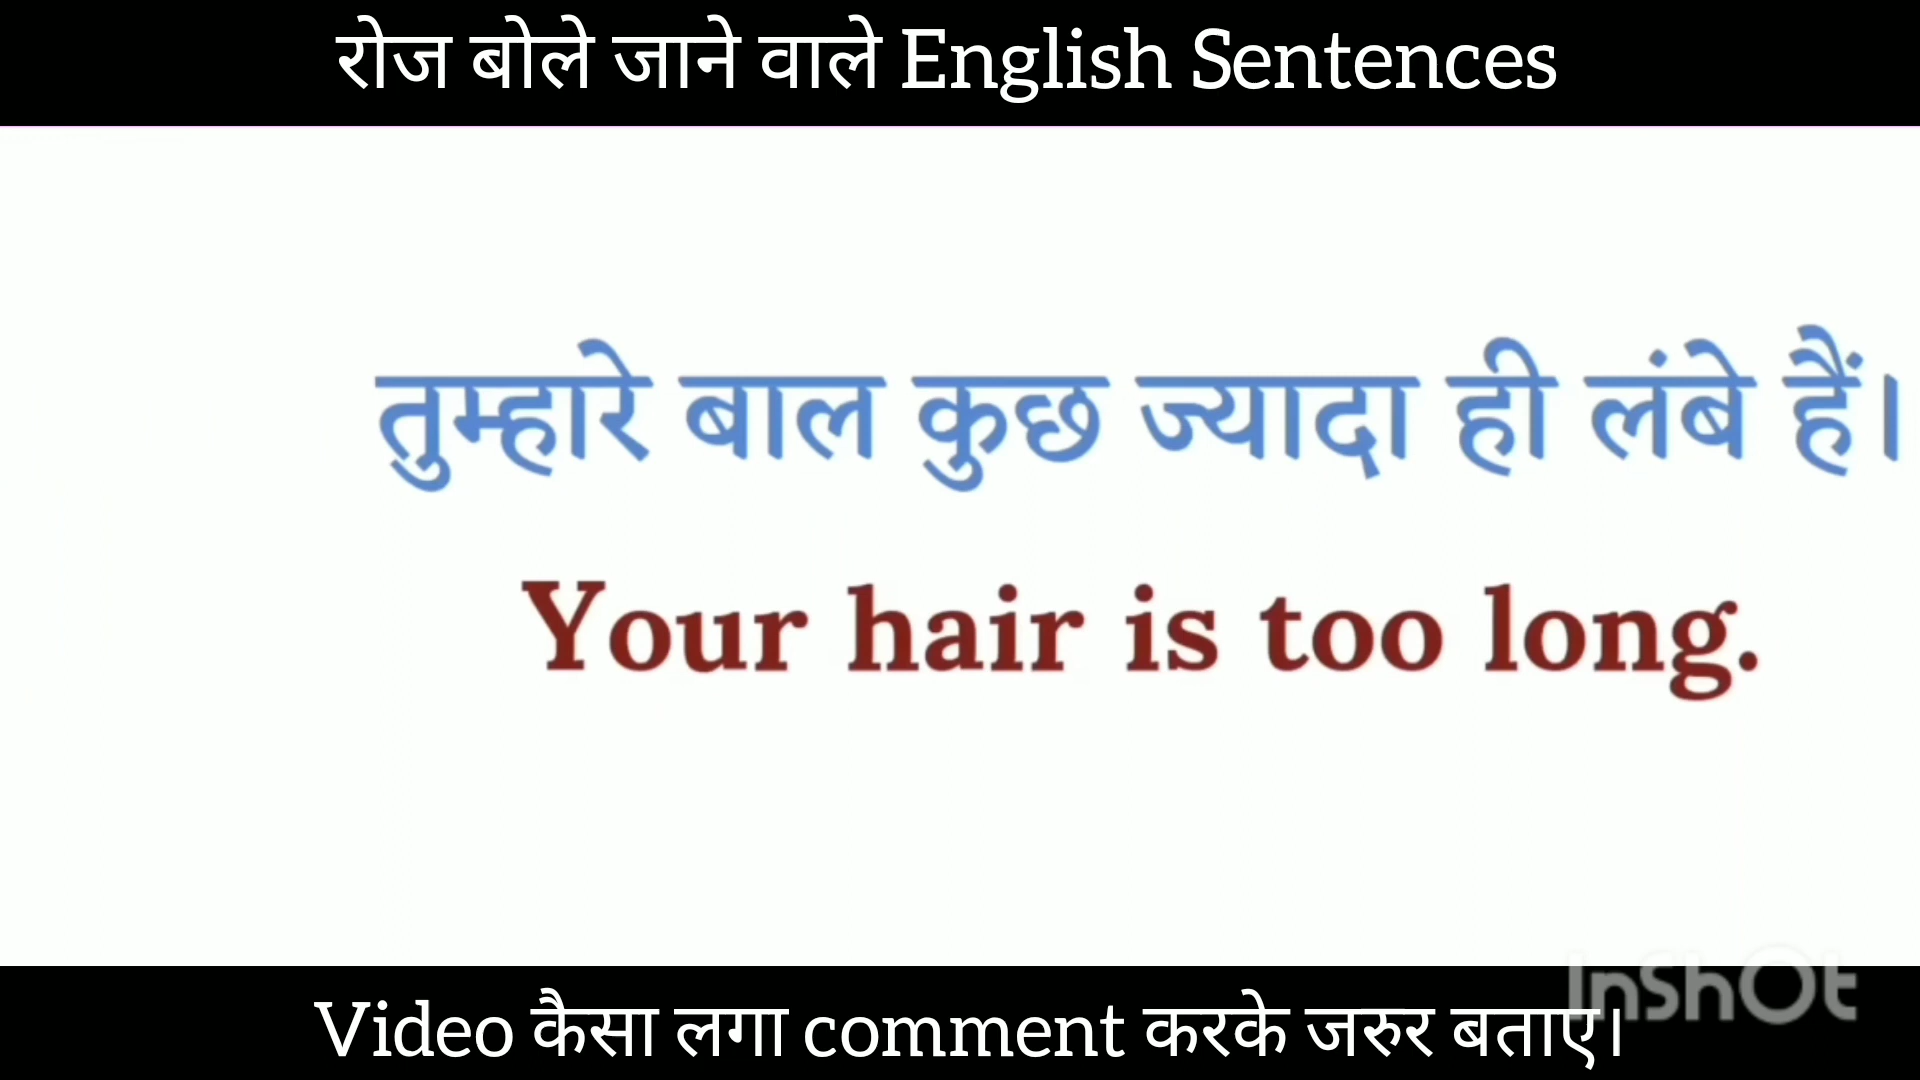 रोज बोले जाने वाले English Sentences
तुम्हारे बाल कुछ ज्यादा ही लंबे हैं।
Your hair is too long.
InShOt
Video कैसा लगा comment करके जरुर बताए।